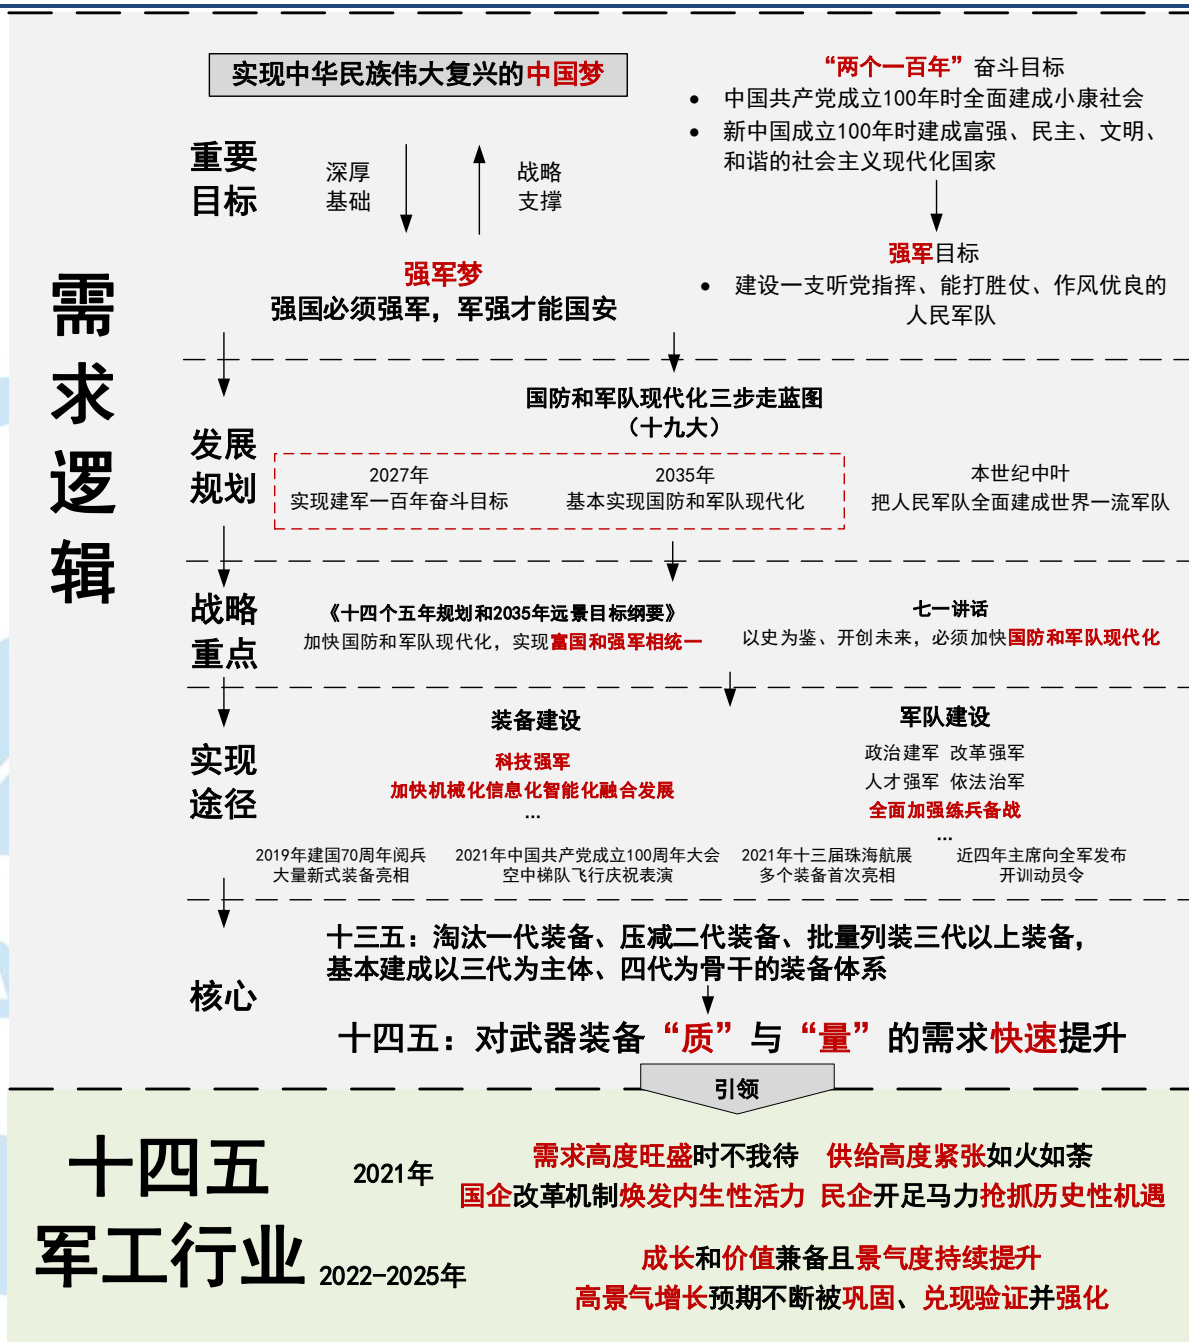 需求逻辑
实现中华民族伟大复兴的中国梦
重要
目标
深厚
基础
战略
支撑
强军梦
强国必须强军，军强才能国安
“两个一百年”奋斗目标
• 中国共产党成立100年时全面建成小康社会
• 新中国成立100年时建成富强、民主、文明、
和谐的社会主义现代化国家
强军目标
• 建设一支听党指挥、能打胜仗、作风优良的
人民军队
发展
规划
国防和军队现代化三步走蓝图
（十九大）
2027年
实现建军一百年奋斗目标
2035年
基本实现国防和军队现代化
本世纪中叶
把人民军队全面建成世界一流军队
战略
重点
《十四个五年规划和2035年远景目标纲要》
加快国防和军队现代化，实现富国和强军相统一
七一讲话
以史为鉴、开创未来，必须加快国防和军队现代化
实现
途径
装备建设
科技强军
加快机械化信息化智能化融合发展
…
军队建设
政治建军 改革强军
人才强军 依法治军
全面加强练兵备战
…
2019年建国70周年阅兵
大量新式装备亮相
2021年中国共产党成立100周年大会
空中梯队飞行庆祝表演
2021年十三届珠海航展
多个装备首次亮相
近四年主席向全军发布
开训动员令
核心
十三五：淘汰一代装备、压减二代装备、批量列装三代以上装备，
基本建成以三代为主体、四代为骨干的装备体系
十四五：对武器装备“质”与“量”的需求快速提升
引领
十四五
军工行业
2021年
需求高度旺盛时不我待 供给高度紧张如火如荼
国企改革机制焕发内生性活力 民企开足马力抢抓历史性机遇
2022-2025年
成长和价值兼备且景气度持续提升
高景气增长预期不断被巩固、兑现验证并强化